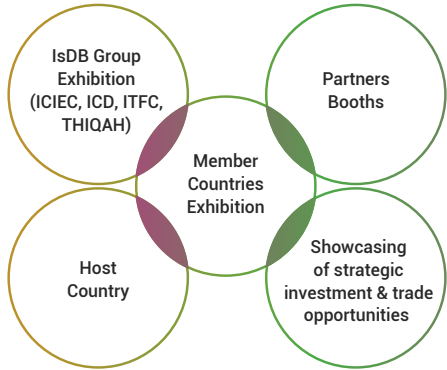 IsDB Group
Exhibition
(ICIEC, ICD, ITFC,
THIQAH)
Partners
Booths
Member
Countries
Exhibition
Host
Country
Showcasing
of strategic
investment & trade
opportunities